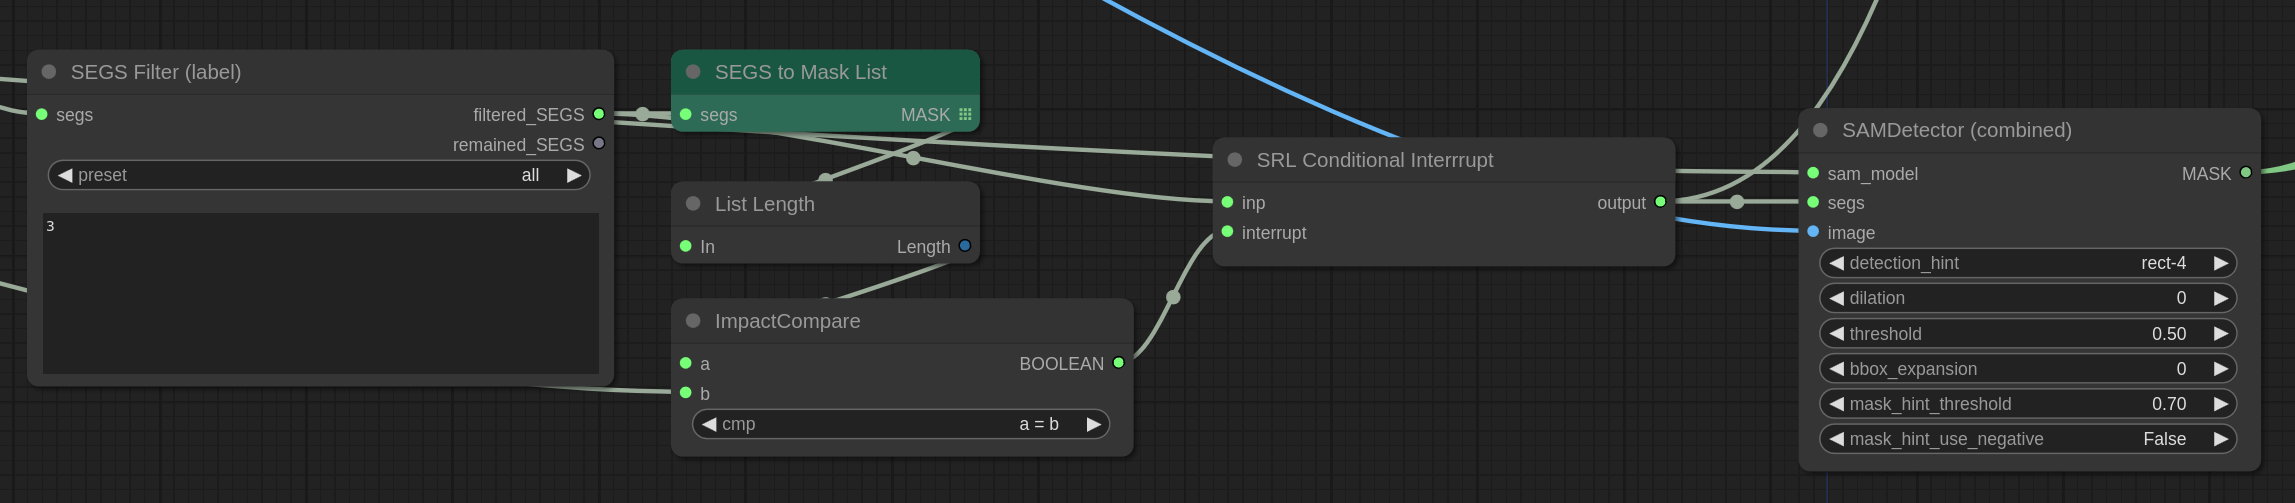 SEGS Filter (label)
segs
filtered_SEGS
remained_SEGS
preset
all
3
SEGS to Mask List
segs
MASK
List Length
In
Length
ImpactCompare
a
BOOLEAN
b
cmp
a = b
SRL Conditional Interrrupt
inp
output
interrupt
SAMDetector (combined)
sam_model
MASK
segs
image
detection_hint
rect-4
dilation
0
threshold
0.50
bbox_expansion
0
mask_hint_threshold
0.70
mask_hint_use_negative
False